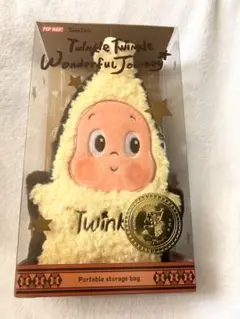 POP MART
Twinkle Twinkle
Wonderful Journey
Twink
Portable storage bag